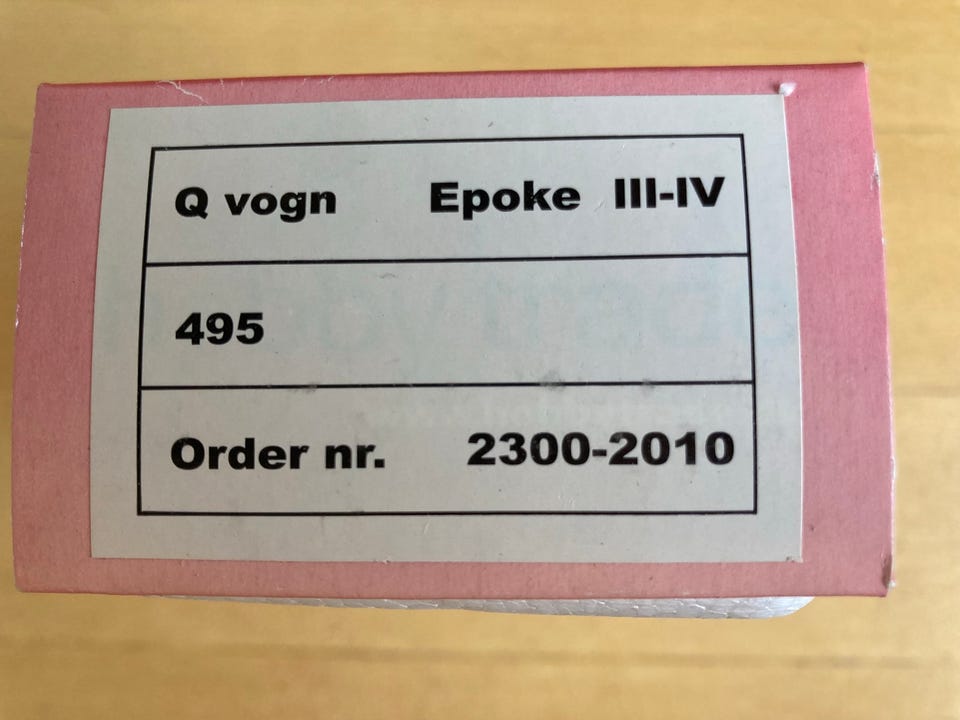 Q vogn Epoke III-IV
495
Order nr. 2300-2010